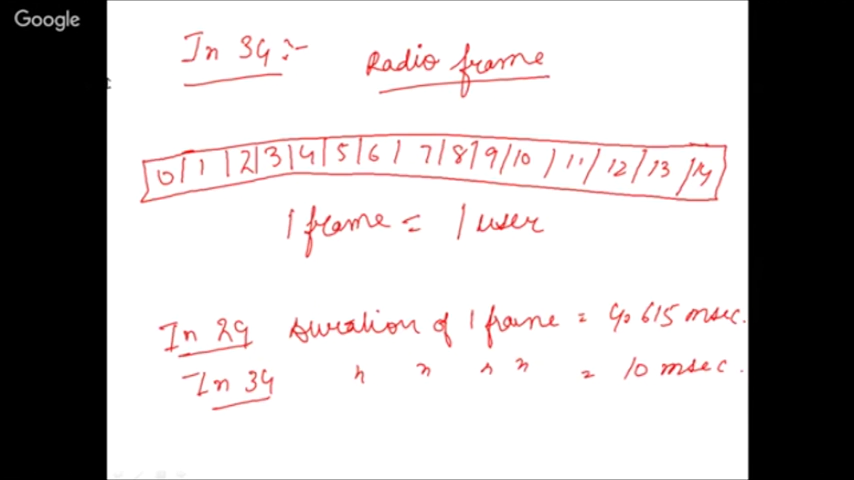 Google
In 3G :- Radio frame
0 1 2 3 4 5 6 7 8 9 10 11 12 13 14
1 frame = 1 user
In 2G Duration of 1 frame = 4.615 msec.
In 3G " " " " = 10 msec.